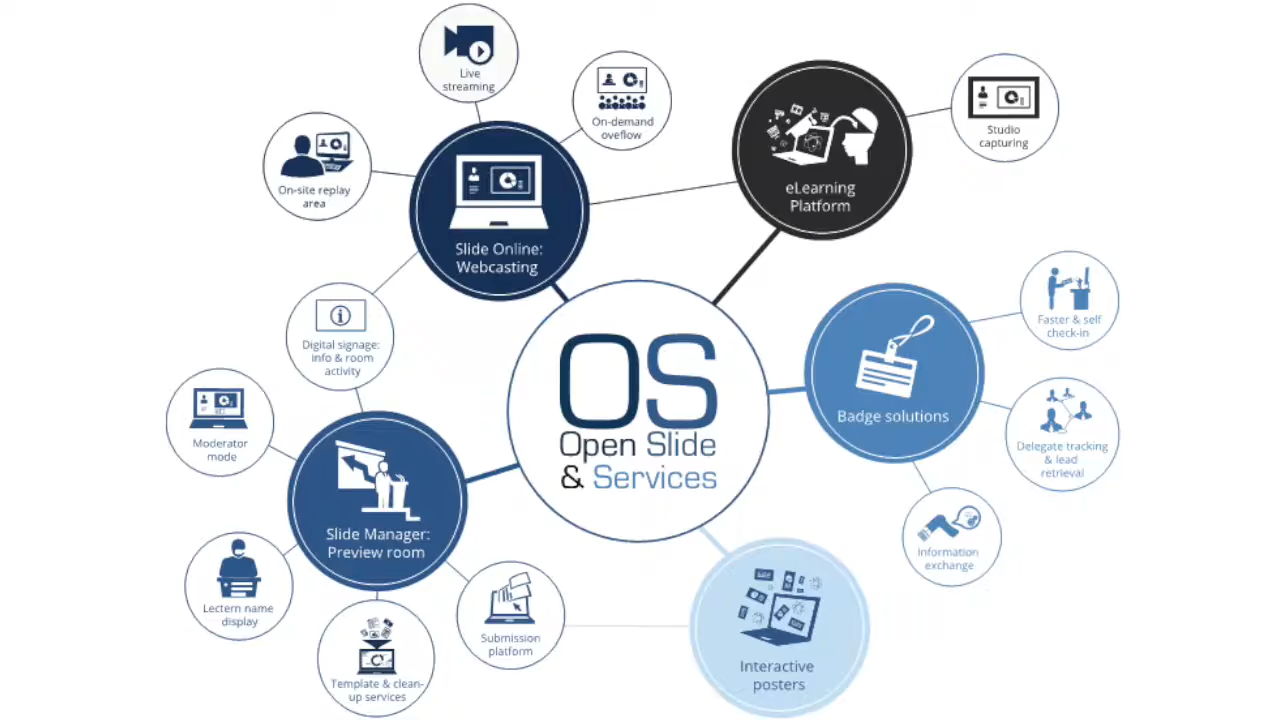 Live
streaming
On-demand
oveflow
On-site replay
area
Slide Online:
Webcasting
eLearning
Platform
Studio
capturing
Digital signage:
info & room
activity
Faster & self
check-in
OS
Open Slide
& Services
Badge solutions
Moderator
mode
Delegate tracking
& lead
retrieval
Slide Manager:
Preview room
Information
exchange
Lectern name
display
Submission
platform
Template & clean-
up services
Interactive
posters